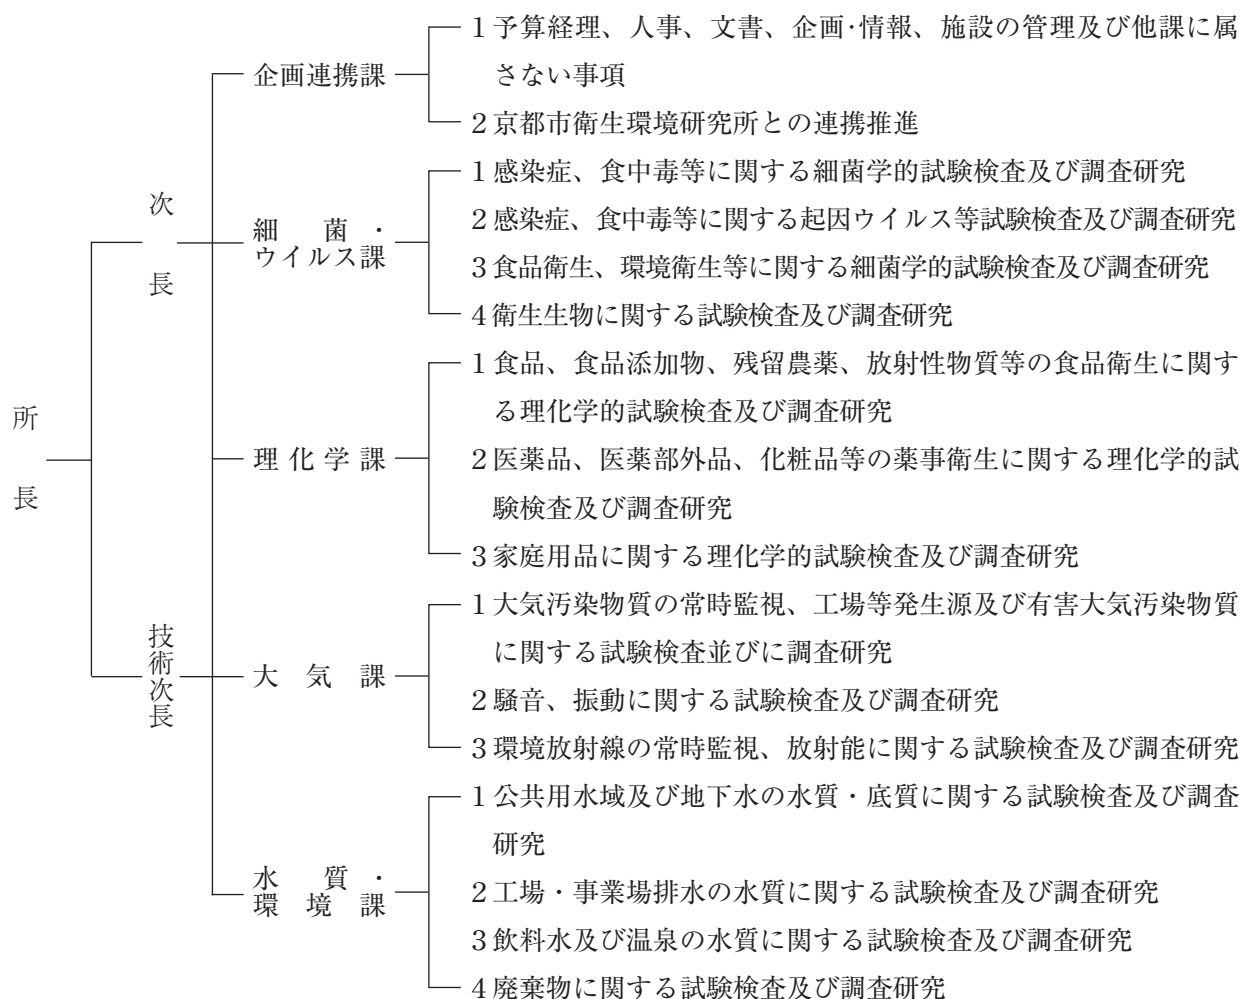 所長
次長
技術次長
企画連携課
1 予算経理、人事、文書、企画・情報、施設の管理及び他課に属
さない事項
2 京都市衛生環境研究所との連携推進
細菌・
ウイルス課
1 感染症、食中毒等に関する細菌学的試験検査及び調査研究
2 感染症、食中毒等に関する起因ウイルス等試験検査及び調査研究
3 食品衛生、環境衛生等に関する細菌学的試験検査及び調査研究
4 衛生生物に関する試験検査及び調査研究
理化学課
1 食品、食品添加物、残留農薬、放射性物質等の食品衛生に関す
る理化学的試験検査及び調査研究
2 医薬品、医薬部外品、化粧品等の薬事衛生に関する理化学的試
験検査及び調査研究
3 家庭用品に関する理化学的試験検査及び調査研究
大気課
1 大気汚染物質の常時監視、工場等発生源及び有害大気汚染物質
に関する試験検査並びに調査研究
2 騒音、振動に関する試験検査及び調査研究
3 環境放射線の常時監視、放射能に関する試験検査及び調査研究
水質・
環境課
1 公共用水域及び地下水の水質・底質に関する試験検査及び調査
研究
2 工場・事業場排水の水質に関する試験検査及び調査研究
3 飲料水及び温泉の水質に関する試験検査及び調査研究
4 廃棄物に関する試験検査及び調査研究